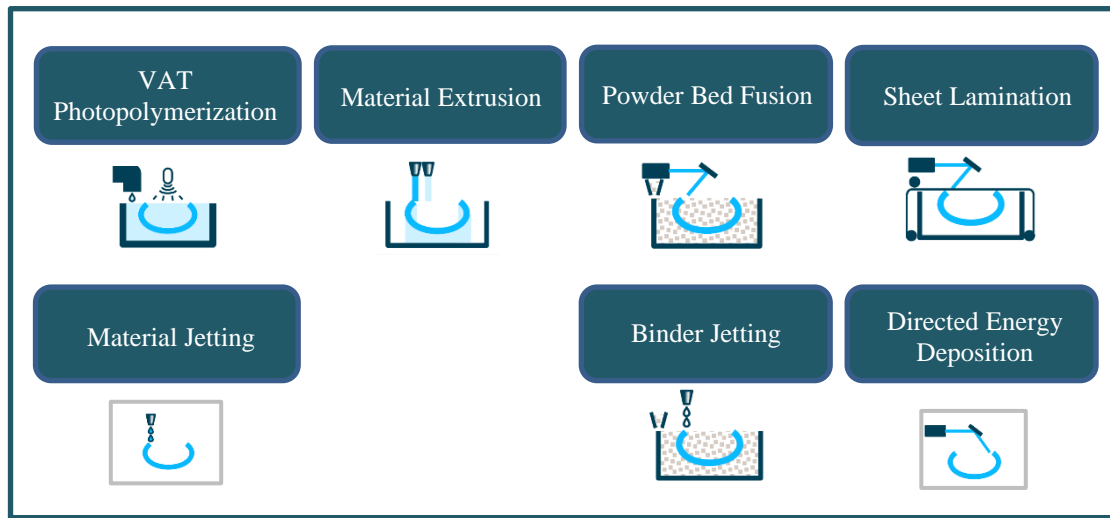 VAT
Photopolymerization
Material Extrusion
Powder Bed Fusion
Sheet Lamination
Material Jetting
Binder Jetting
Directed Energy
Deposition